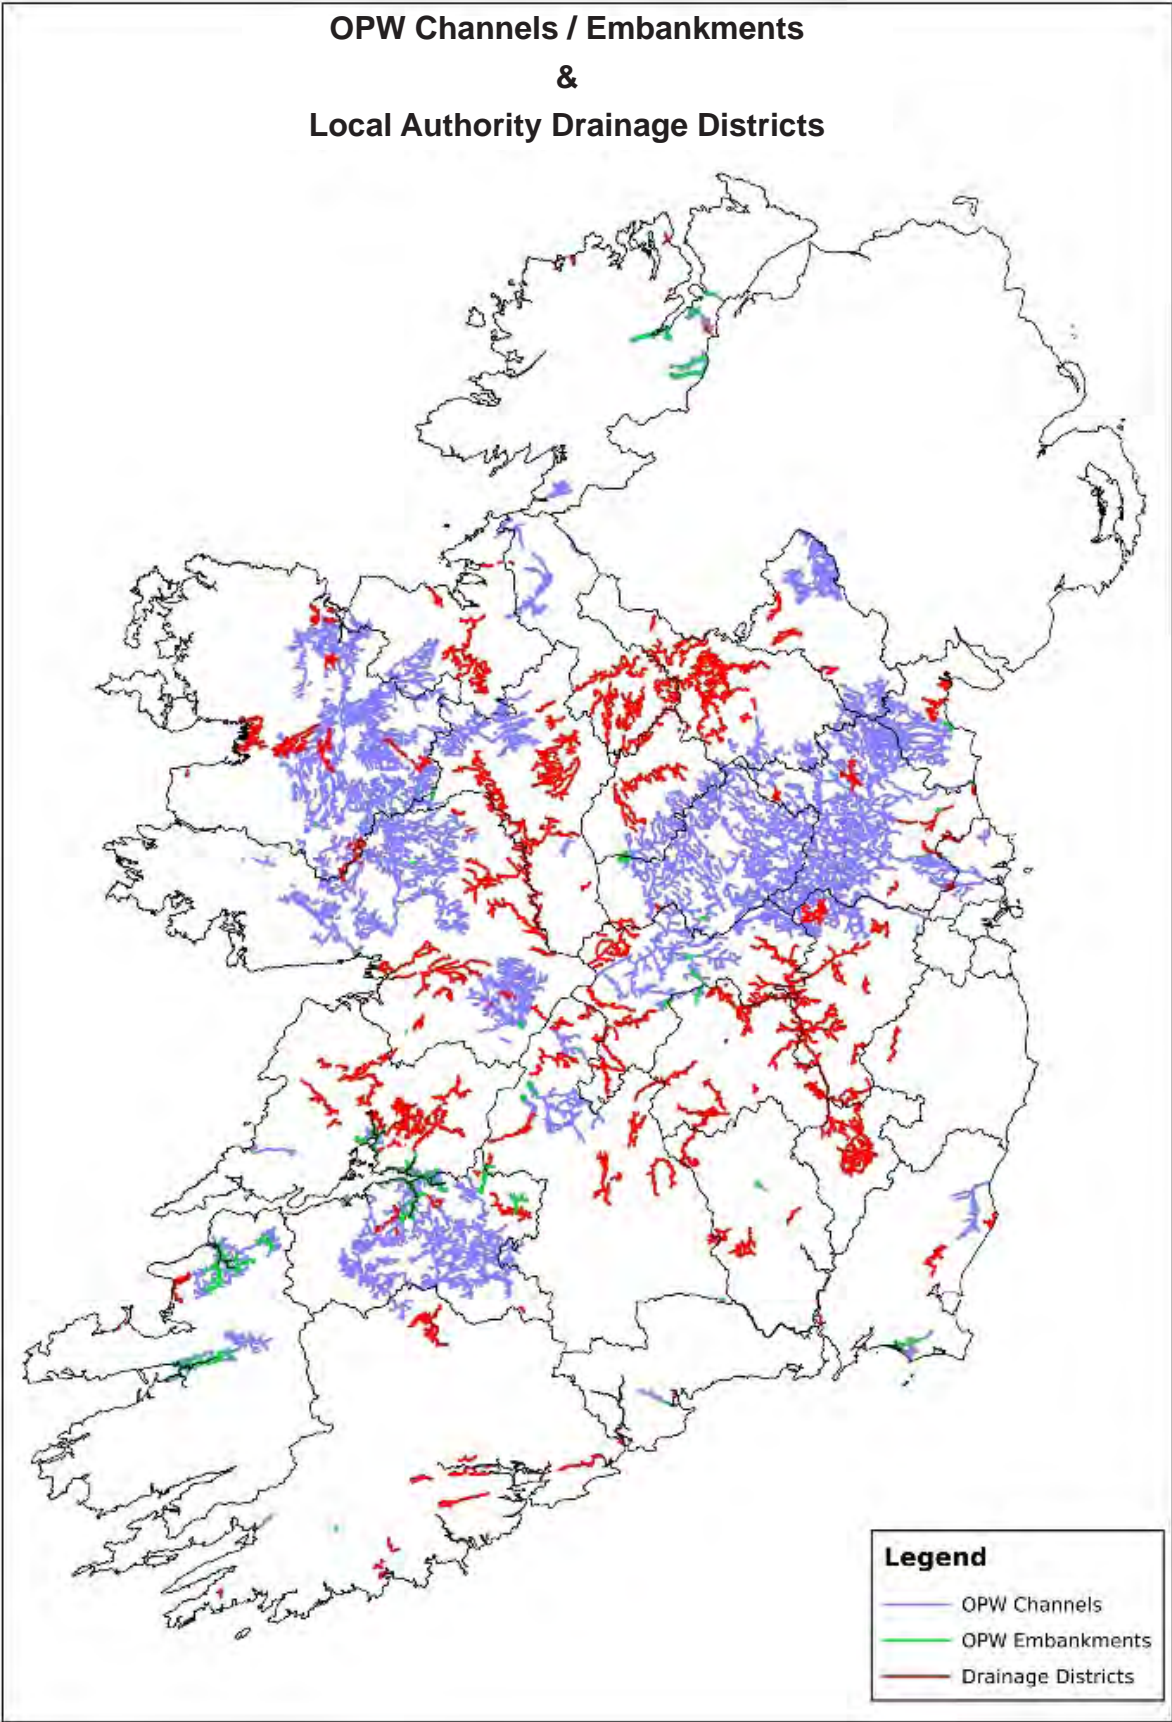 OPW Channels / Embankments
&
Local Authority Drainage Districts
Legend
OPW Channels
OPW Embankments
Drainage Districts